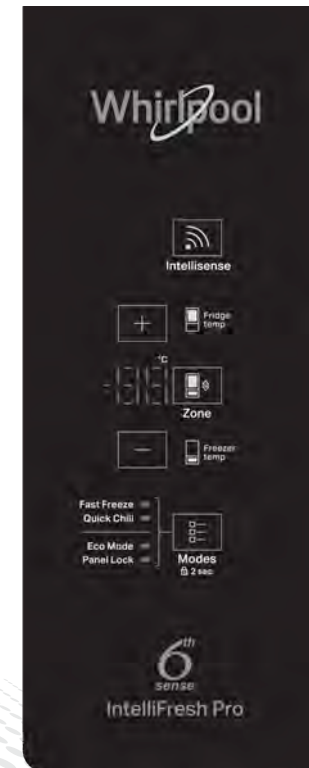 Whirlpool
Intellisense
+
Fridge
temp
°C
Zone
−
Freezer
temp
Fast Freeze
Quick Chill
Eco Mode
Panel Lock
Modes
2 sec
6th
sense
IntelliFresh Pro